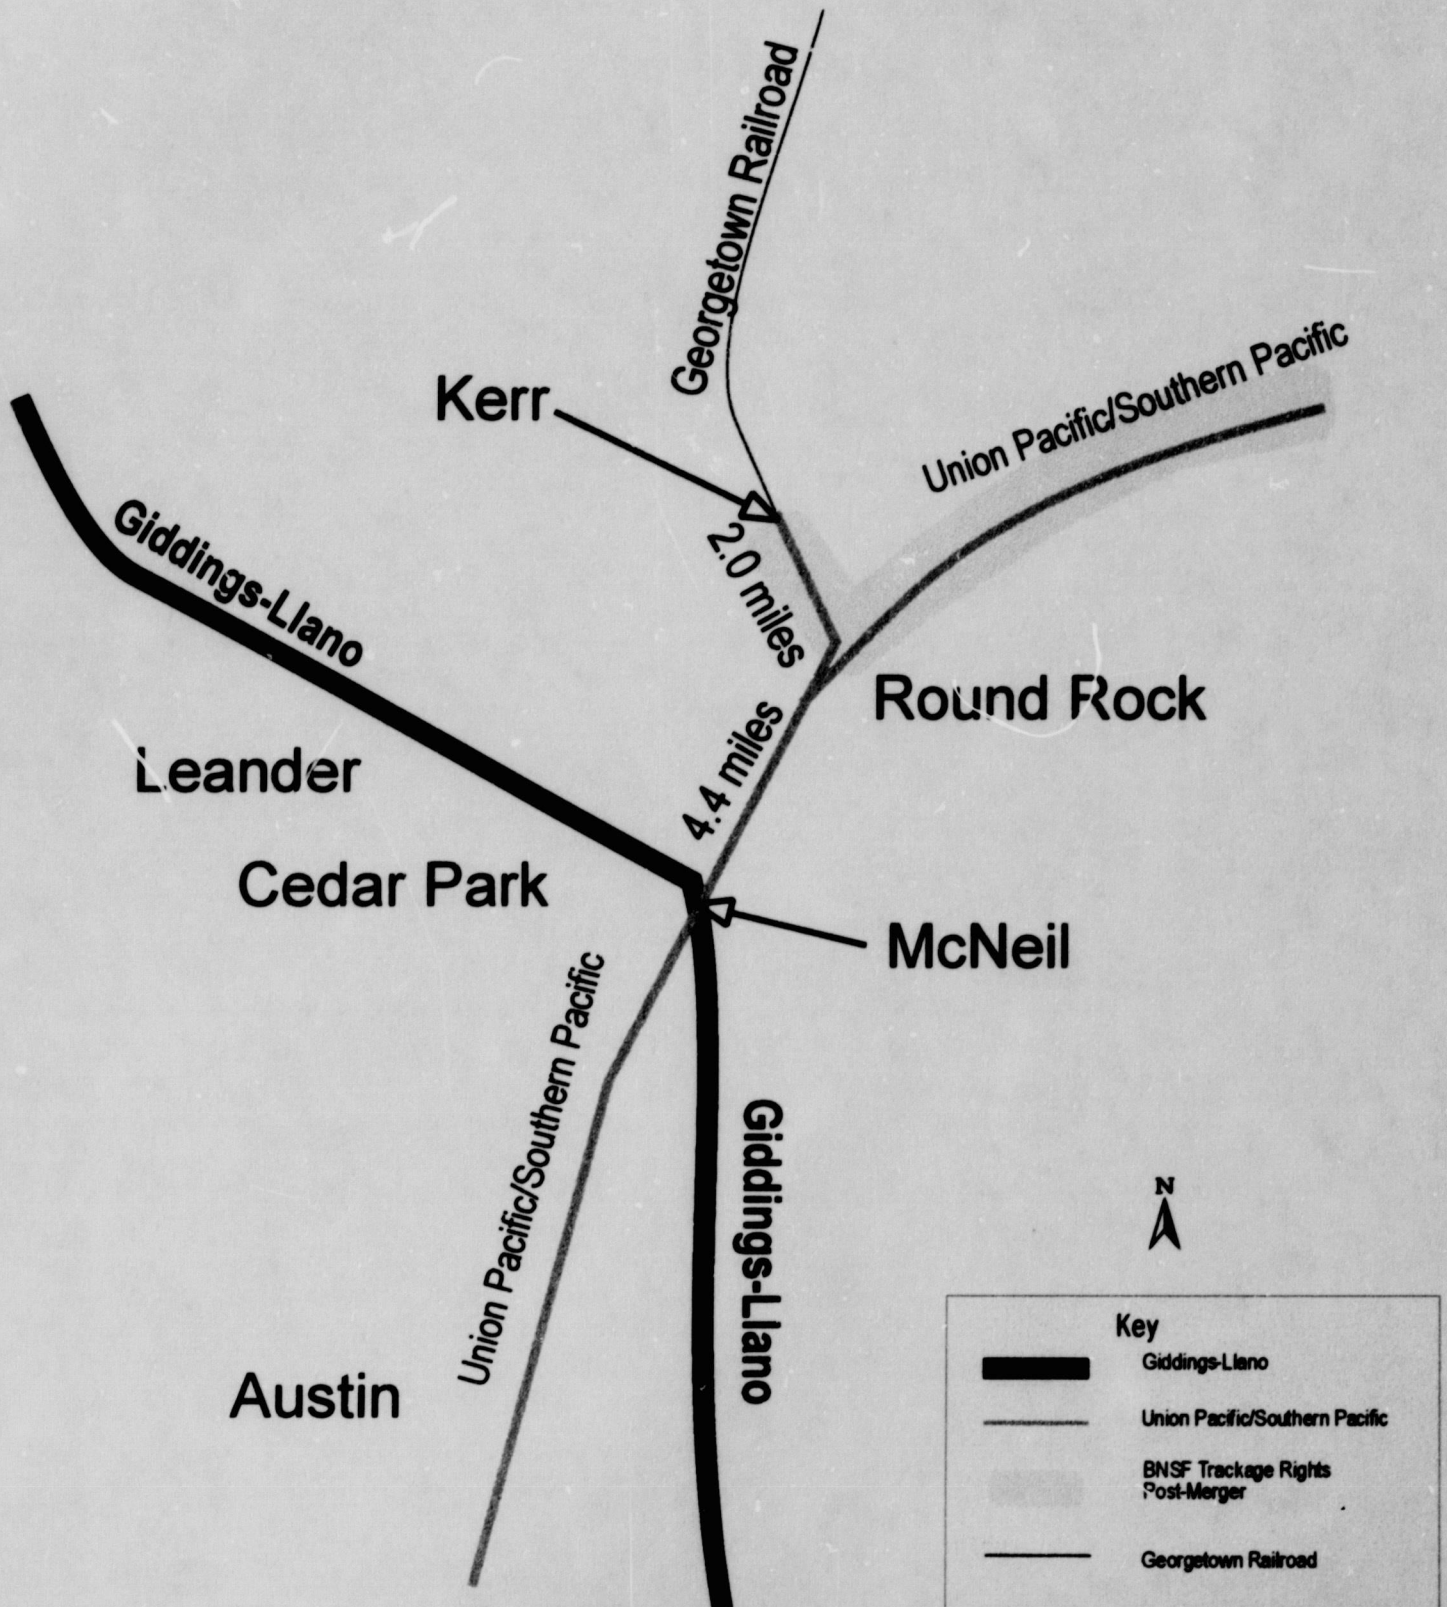 Georgetown Railroad
Kerr
Union Pacific/Southern Pacific
Giddings-Llano
2.0 miles
Round Rock
4.4 miles
Leander
Cedar Park
McNeil
Union Pacific/Southern Pacific
Giddings-Llano
Austin
N
Key
Giddings-Llano
Union Pacific/Southern Pacific
BNSF Trackage Rights
Post-Merger
Georgetown Railroad